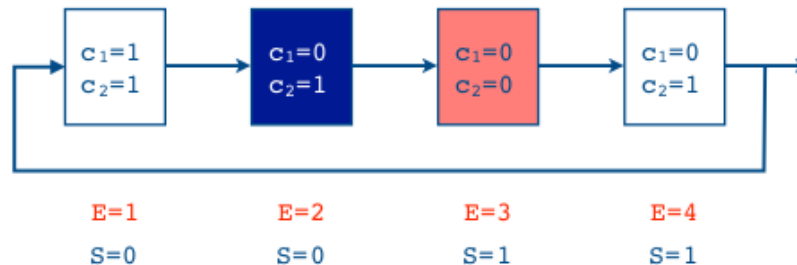 c₁=1
c₂=1
c₁=0
c₂=1
c₁=0
c₂=0
c₁=0
c₂=1
E=1 E=2 E=3 E=4
S=0 S=0 S=1 S=1